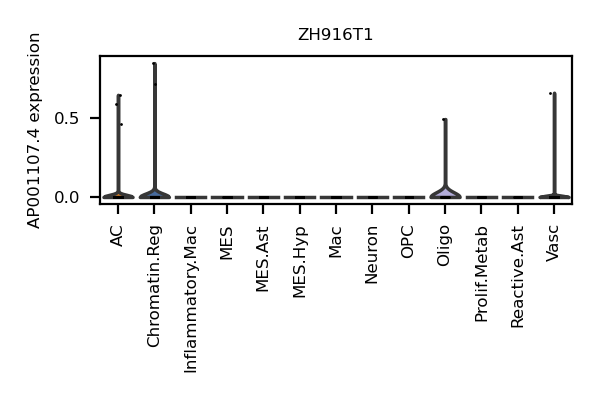 ZH916T1
AP001107.4 expression
0.5
0.0
AC
Chromatin.Reg
Inflammatory.Mac
MES
MES.Ast
MES.Hyp
Mac
Neuron
OPC
Oligo
Prolif.Metab
Reactive.Ast
Vasc